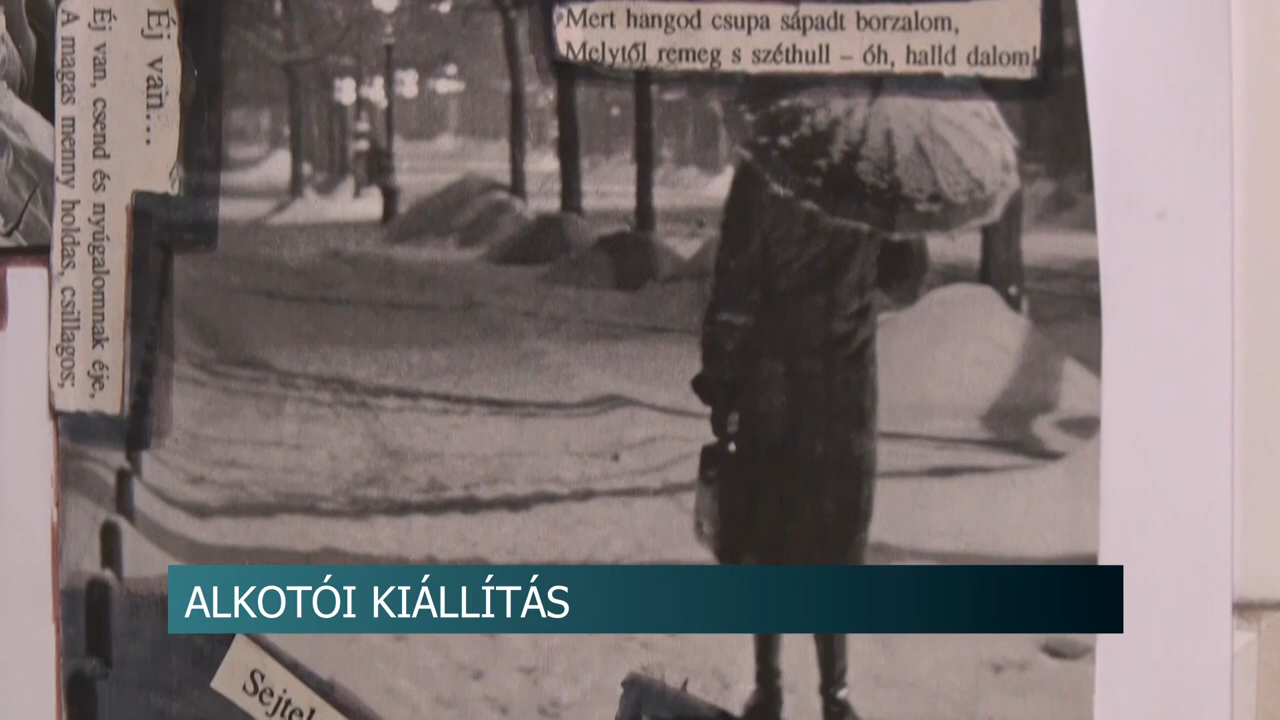 Mert hangod csupa sápadt borzalom,
Melytől remeg s széthull – óh, halld dalom!
Éj van...
Éj van, csend és nyúgalomnak éje,
A magas menny holdas, csillagos;
ALKOTÓI KIÁLLÍTÁS